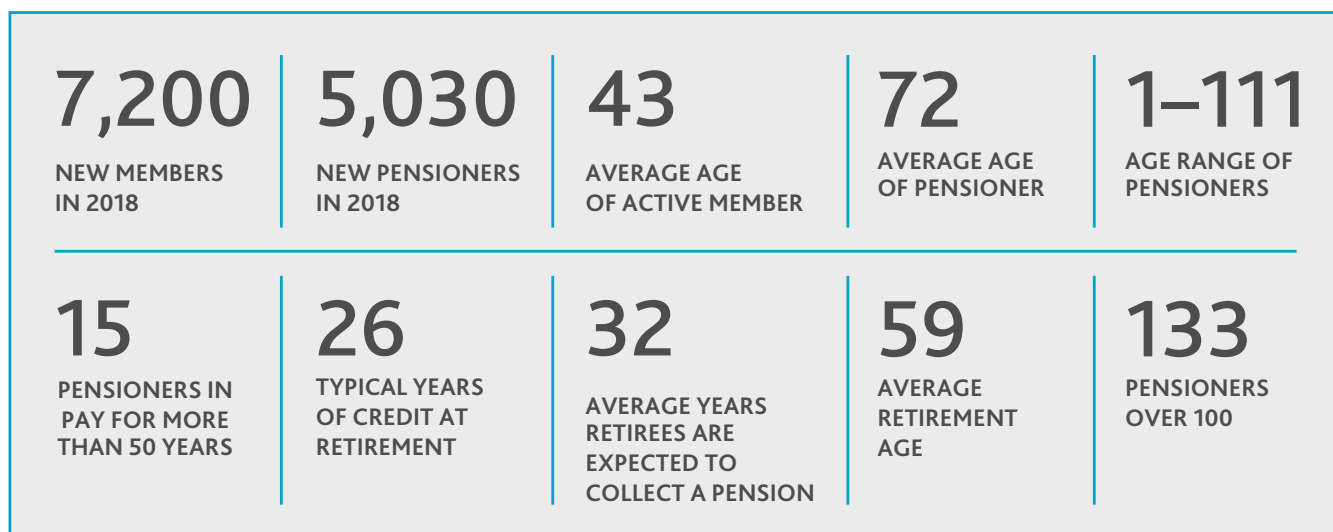 7,200
NEW MEMBERS
IN 2018
5,030
NEW PENSIONERS
IN 2018
43
AVERAGE AGE
OF ACTIVE MEMBER
72
AVERAGE AGE
OF PENSIONER
1–111
AGE RANGE OF
PENSIONERS
15
PENSIONERS IN
PAY FOR MORE
THAN 50 YEARS
26
TYPICAL YEARS
OF CREDIT AT
RETIREMENT
32
AVERAGE YEARS
RETIREES ARE
EXPECTED TO
COLLECT A PENSION
59
AVERAGE
RETIREMENT
AGE
133
PENSIONERS
OVER 100